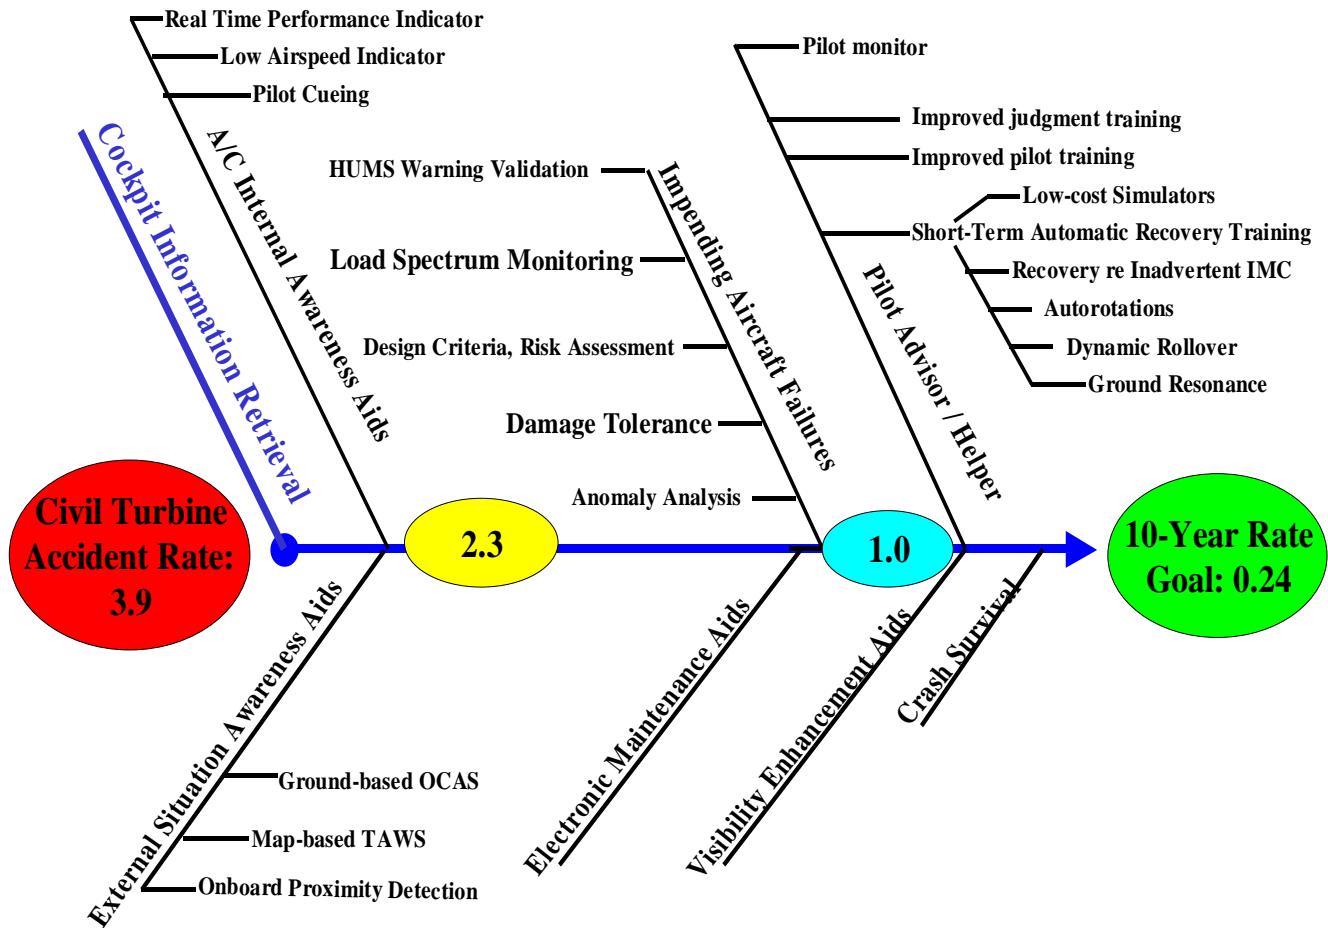 Real Time Performance Indicator
Low Airspeed Indicator
Pilot Cueing
A/C Internal Awareness Aids
Cockpit Information Retrieval
HUMS Warning Validation
Load Spectrum Monitoring
Design Criteria, Risk Assessment
Damage Tolerance
Anomaly Analysis
Impending Aircraft Failures
Pilot monitor
Improved judgment training
Improved pilot training
Low-cost Simulators
Short-Term Automatic Recovery Training
Recovery re Inadvertent IMC
Autorotations
Dynamic Rollover
Ground Resonance
Pilot Advisor / Helper
Civil Turbine
Accident Rate:
3.9
2.3
1.0
10-Year Rate
Goal: 0.24
External Situation Awareness Aids
Ground-based OCAS
Map-based TAWS
Onboard Proximity Detection
Electronic Maintenance Aids
Visibility Enhancement Aids
Crash Survival